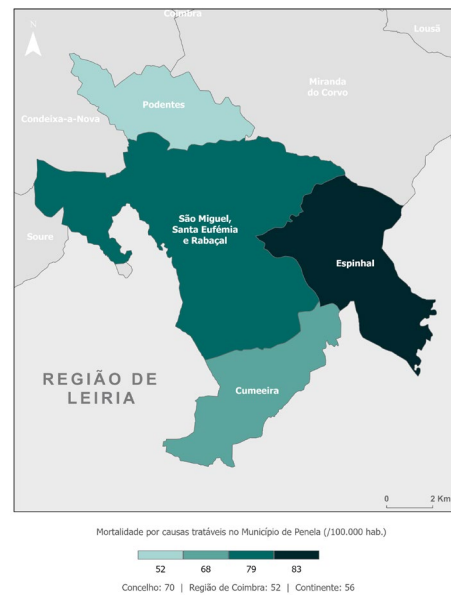 Coimbra
Lousã
N
Miranda
do Corvo
Podentes
Condeixa-a-Nova
São Miguel,
Santa Eufémia
e Rabaçal
Soure
Espinhal
REGIÃO DE
LEIRIA
Cumeeira
0 2 Km
Mortalidade por causas tratáveis no Município de Penela (/100.000 hab.)
52 68 79 83
Concelho: 70 | Região de Coimbra: 52 | Continente: 56